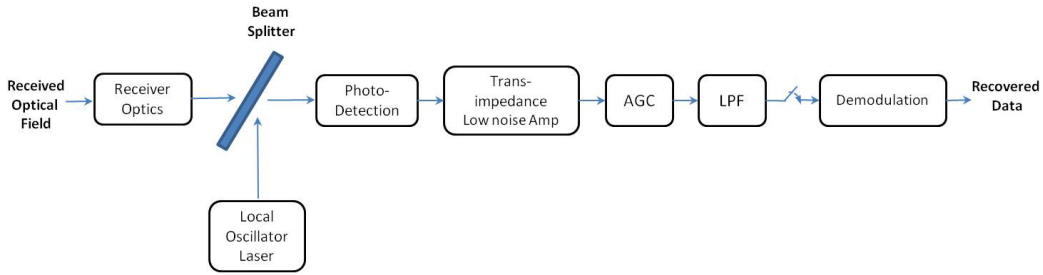 Beam
Splitter
Received
Optical
Field
Receiver
Optics
Photo-
Detection
Trans-
impedance
Low noise Amp
AGC
LPF
Demodulation
Recovered
Data
Local
Oscillator
Laser